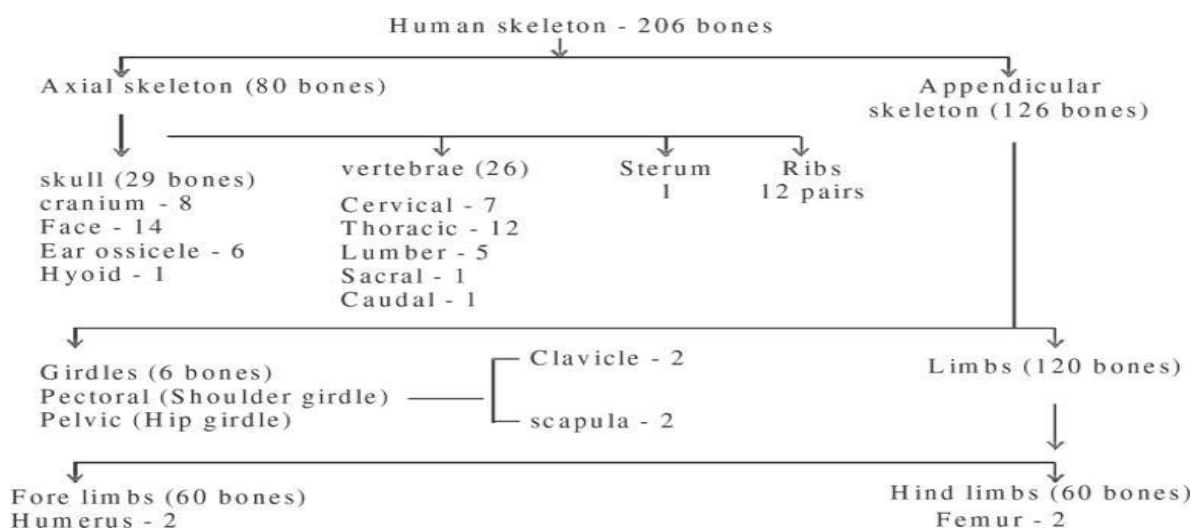 Human skeleton - 206 bones
Axial skeleton (80 bones)
Appendicular
skeleton (126 bones)
skull (29 bones)
cranium - 8
Face - 14
Ear ossicele - 6
Hyoid - 1
vertebrae (26)
Cervical - 7
Thoracic - 12
Lumber - 5
Sacral - 1
Caudal - 1
Sterum
1
Ribs
12 pairs
Girdles (6 bones)
Pectoral (Shoulder girdle)
Pelvic (Hip girdle)
Clavicle - 2
scapula - 2
Limbs (120 bones)
Fore limbs (60 bones)
Humerus - 2
Hind limbs (60 bones)
Femur - 2